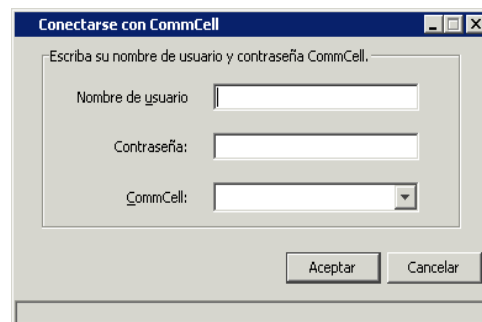 Conectarse con CommCell
Escriba su nombre de usuario y contraseña CommCell.
Nombre de usuario
Contraseña:
CommCell:
Aceptar Cancelar